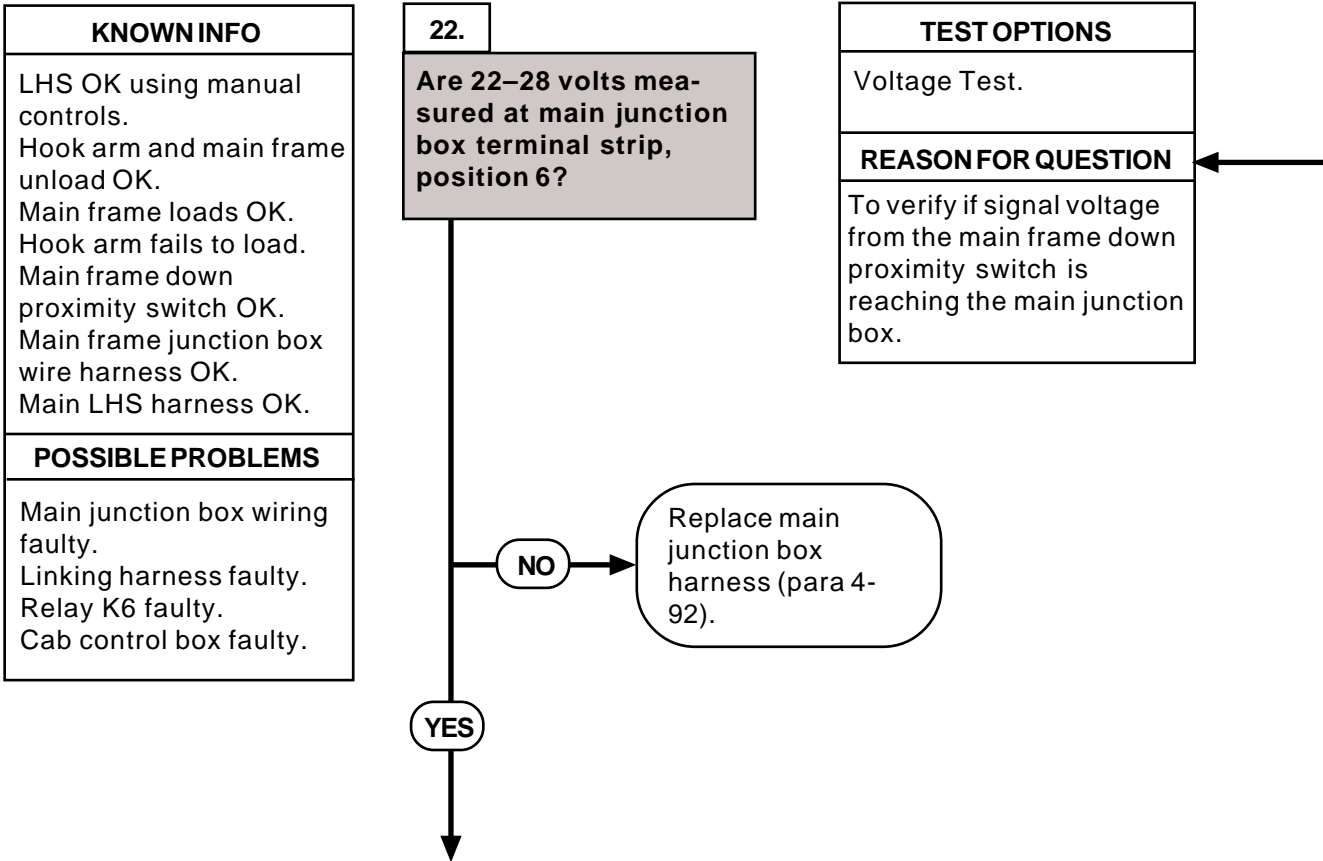 KNOWN INFO
LHS OK using manual
controls.
Hook arm and main frame
unload OK.
Main frame loads OK.
Hook arm fails to load.
Main frame down
proximity switch OK.
Main frame junction box
wire harness OK.
Main LHS harness OK.
POSSIBLE PROBLEMS
Main junction box wiring
faulty.
Linking harness faulty.
Relay K6 faulty.
Cab control box faulty.
22.
Are 22–28 volts mea-
sured at main junction
box terminal strip,
position 6?
NO
Replace main
junction box
harness (para 4-
92).
YES
TEST OPTIONS
Voltage Test.
REASON FOR QUESTION
To verify if signal voltage
from the main frame down
proximity switch is
reaching the main junction
box.